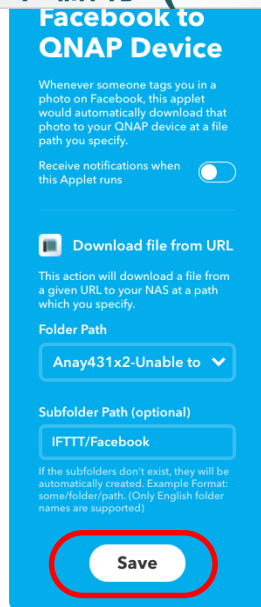 Facebook to
QNAP Device
Whenever someone tags you in a
photo on Facebook, this applet
would automatically download that
photo to your QNAP device at a file
path you specify.
Receive notifications when
this Applet runs
Download file from URL
This action will download a file from
a given URL to your NAS at a path
which you specify.
Folder Path
Anay431x2-Unable to
Subfolder Path (optional)
IFTTT/Facebook
If the subfolders don't exist, they will be
automatically created. Example Format:
some/folder/path. (Only English folder
names are supported)
Save